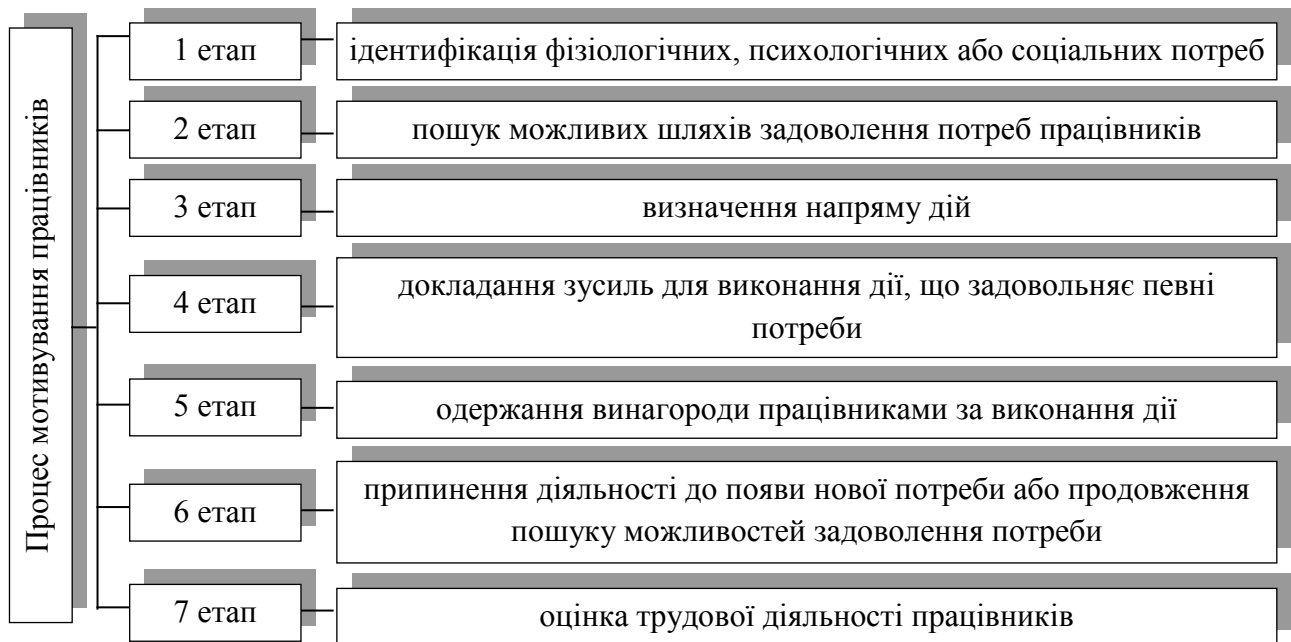 Процес мотивування працівників
1 етап
ідентифікація фізіологічних, психологічних або соціальних потреб
2 етап
пошук можливих шляхів задоволення потреб працівників
3 етап
визначення напряму дій
4 етап
докладання зусиль для виконання дії, що задовольняє певні
потреби
5 етап
одержання винагороди працівниками за виконання дії
6 етап
припинення діяльності до появи нової потреби або продовження
пошуку можливостей задоволення потреби
7 етап
оцінка трудової діяльності працівників